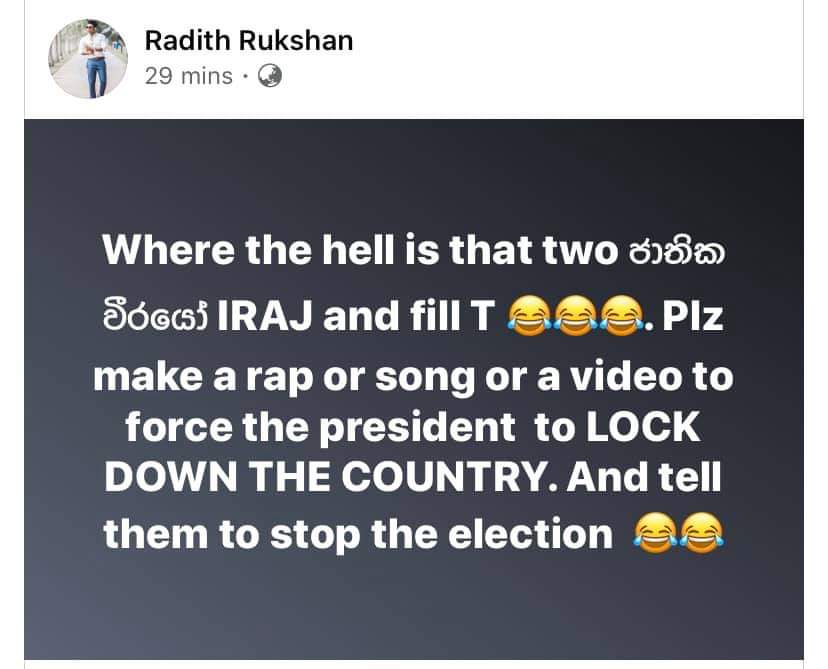 Radith Rukshan
29 mins ·
Where the hell is that two ජාතික
වීරයෝ IRAJ and fill T 😂😂😂. Plz
make a rap or song or a video to
force the president to LOCK
DOWN THE COUNTRY. And tell
them to stop the election 😂😂